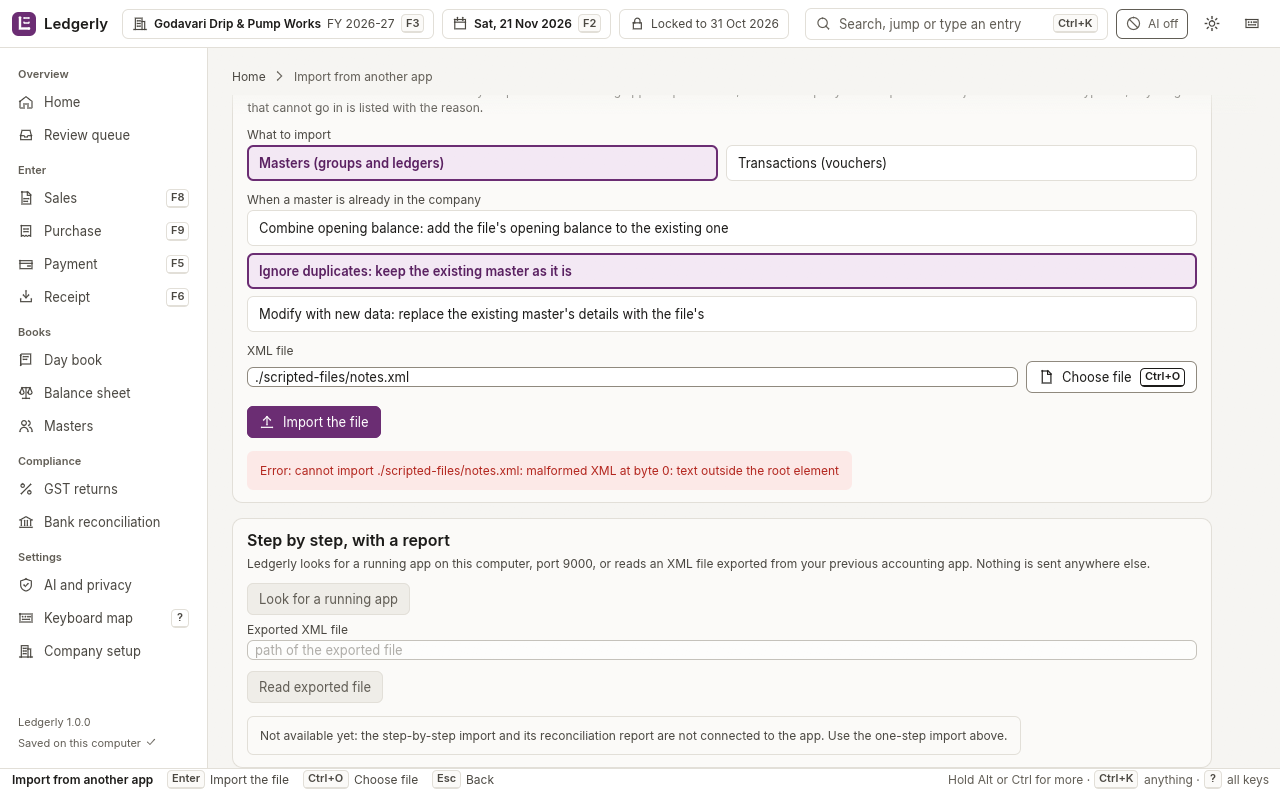 Ledgerly
Godavari Drip & Pump Works FY 2026-27 F3
Sat, 21 Nov 2026 F2
Locked to 31 Oct 2026
Search, jump or type an entry Ctrl+K
AI off
Overview
Home
Review queue
Enter
Sales F8
Purchase F9
Payment F5
Receipt F6
Books
Day book
Balance sheet
Masters
Compliance
GST returns
Bank reconciliation
Settings
AI and privacy
Keyboard map ?
Company setup
Ledgerly 1.0.0
Saved on this computer
Home > Import from another app
that cannot go in is listed with the reason.
What to import
Masters (groups and ledgers)
Transactions (vouchers)
When a master is already in the company
Combine opening balance: add the file's opening balance to the existing one
Ignore duplicates: keep the existing master as it is
Modify with new data: replace the existing master's details with the file's
XML file
./scripted-files/notes.xml
Choose file Ctrl+O
Import the file
Error: cannot import ./scripted-files/notes.xml: malformed XML at byte 0: text outside the root element
Step by step, with a report
Ledgerly looks for a running app on this computer, port 9000, or reads an XML file exported from your previous accounting app. Nothing is sent anywhere else.
Look for a running app
Exported XML file
path of the exported file
Read exported file
Not available yet: the step-by-step import and its reconciliation report are not connected to the app. Use the one-step import above.
Import from another app Enter Import the file Ctrl+O Choose file Esc Back
Hold Alt or Ctrl for more · Ctrl+K anything · ? all keys